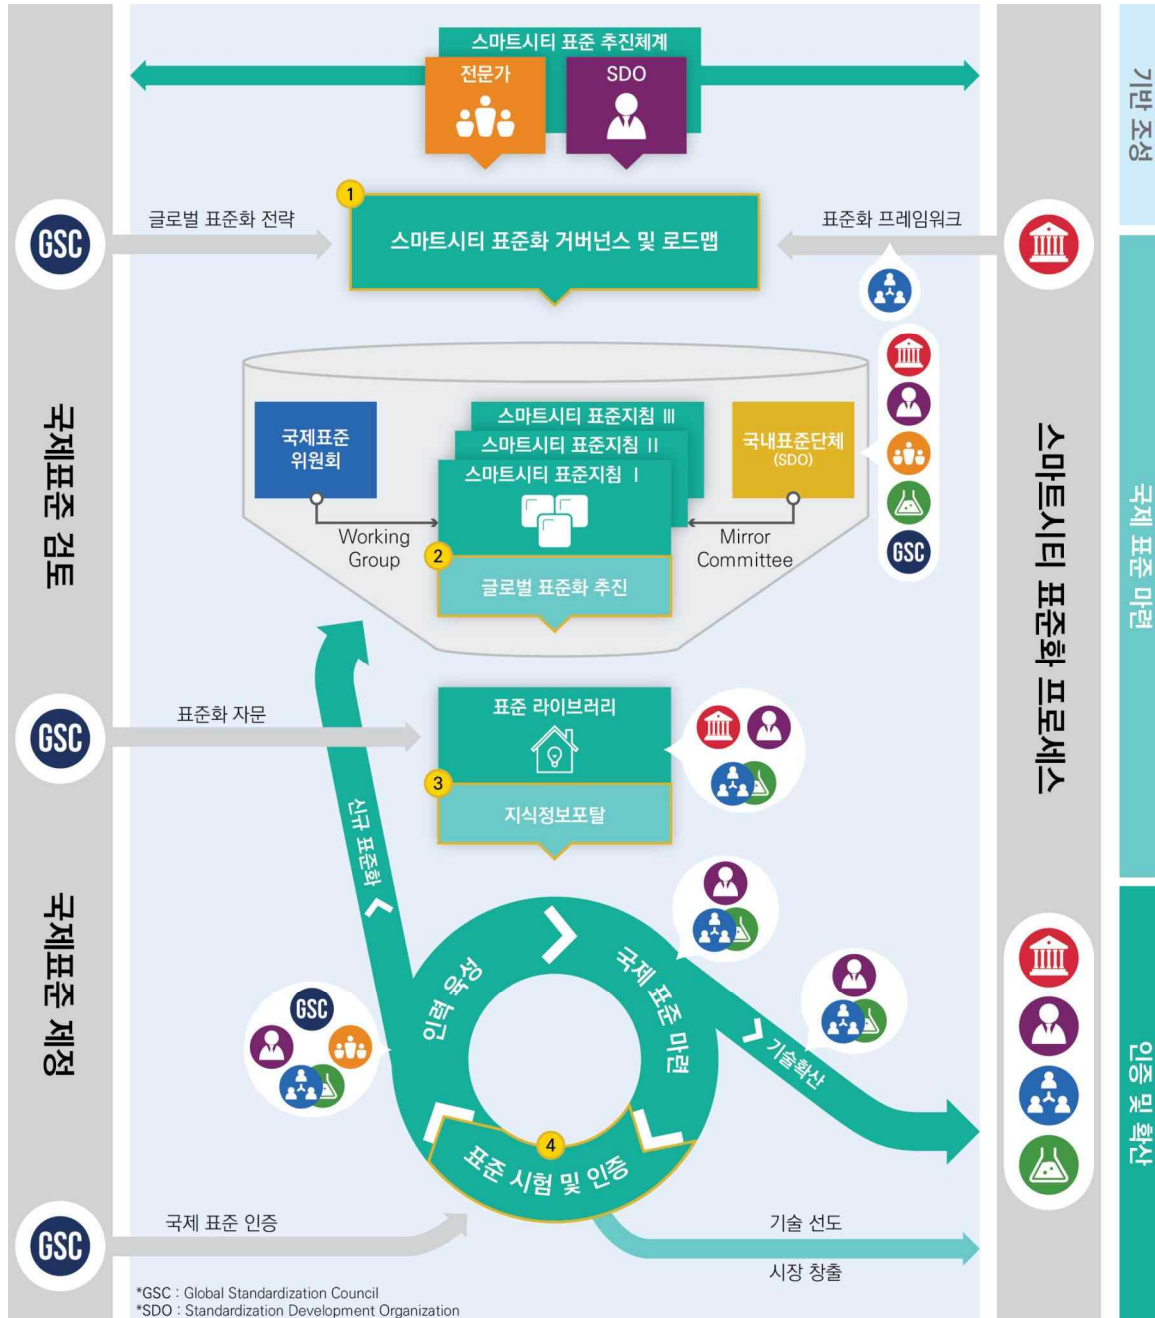 스마트시티 표준 추진체계
전문가
SDO
기반 조성
1
스마트시티 표준화 거버넌스 및 로드맵
GSC
글로벌 표준화 전략
표준화 프레임워크
국제표준 검토
국제표준
위원회
스마트시티 표준지침 Ⅲ
스마트시티 표준지침 Ⅱ
스마트시티 표준지침 Ⅰ
국내표준단체
(SDO)
GSC
Working
Group
Mirror
Committee
2
글로벌 표준화 추진
스마트시티 표준화 프로세스
국제 표준 마련
GSC
표준화 자문
표준 라이브러리
3
지식정보포탈
신규 표준화
국제표준 제정
인력 육성
국제 표준 마련
기술확산
GSC
4
표준 시험 및 인증
인증 및 확산
GSC
국제 표준 인증
기술 선도
시장 창출
*GSC : Global Standardization Council
*SDO : Standardization Development Organization